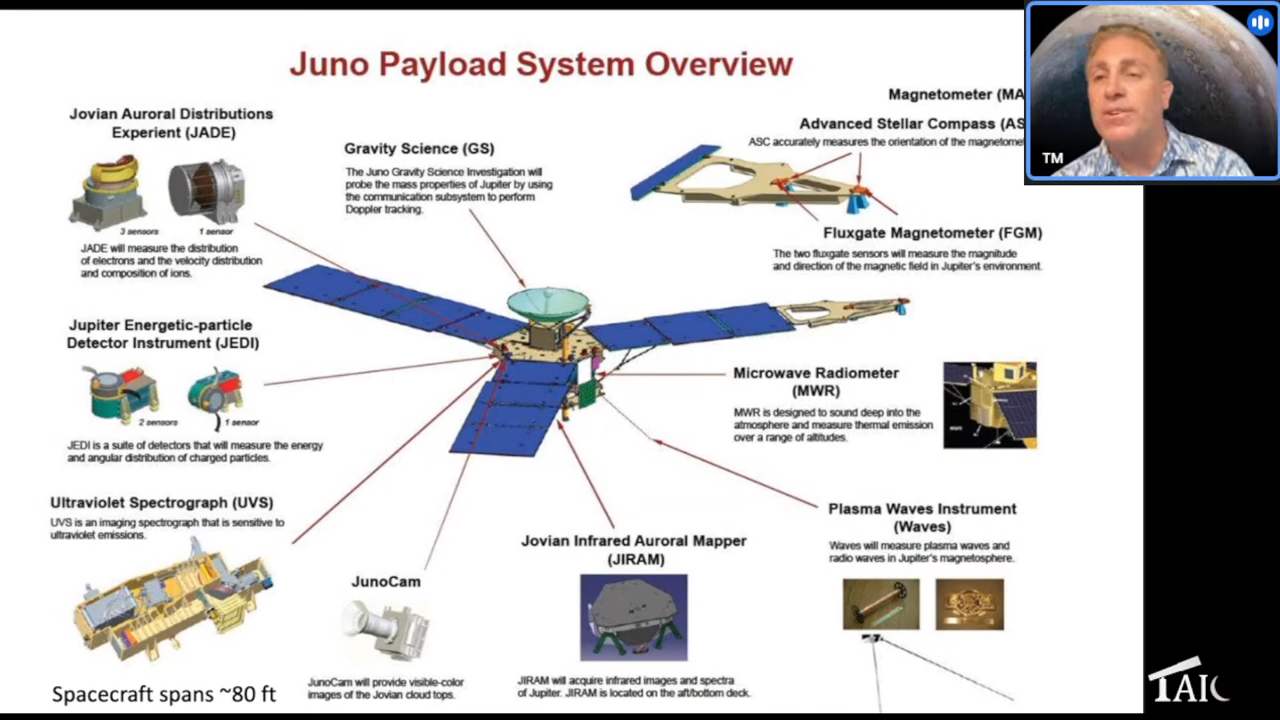 Juno Payload System Overview
Jovian Auroral Distributions
Experient (JADE)
3 sensors
1 sensor
JADE will measure the distribution
of electrons and the velocity distribution
and composition of ions.
Gravity Science (GS)
The Juno Gravity Science Investigation will
probe the mass properties of Jupiter by using
the communication subsystem to perform
Doppler tracking.
Magnetometer (MA
Advanced Stellar Compass (AS
ASC accurately measures the orientation of the magnetomet
TM
Fluxgate Magnetometer (FGM)
The two fluxgate sensors will measure the magnitude
and direction of the magnetic field in Jupiter's environment.
Jupiter Energetic-particle
Detector Instrument (JEDI)
2 sensors
1 sensor
JEDI is a suite of detectors that will measure the energy
and angular distribution of charged particles.
Microwave Radiometer
(MWR)
MWR is designed to sound deep into the
atmosphere and measure thermal emission
over a range of altitudes.
Ultraviolet Spectrograph (UVS)
UVS is an imaging spectrograph that is sensitive to
ultraviolet emissions.
JunoCam
JunoCam will provide visible-color
images of the Jovian cloud tops.
Jovian Infrared Auroral Mapper
(JIRAM)
JIRAM will acquire infrared images and spectra
of Jupiter. JIRAM is located on the aft/bottom deck.
Plasma Waves Instrument
(Waves)
Waves will measure plasma waves and
radio waves in Jupiter's magnetosphere.
Spacecraft spans ~80 ft
TAIC